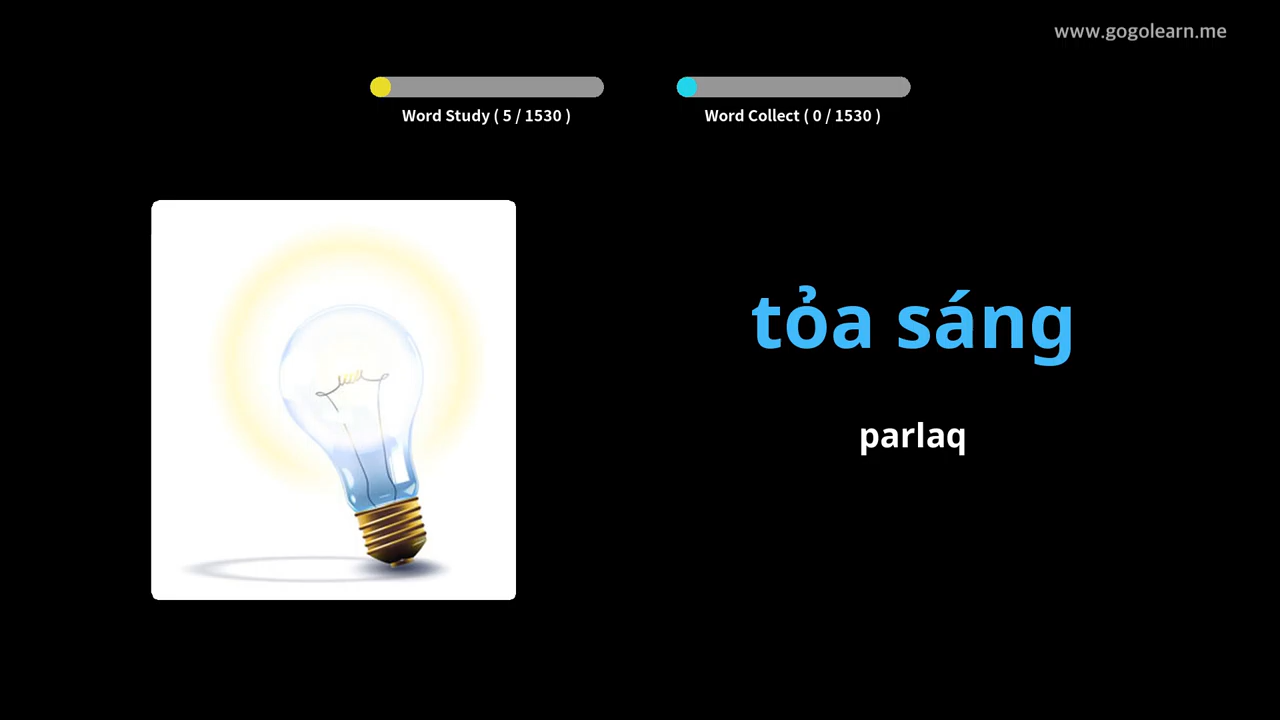 www.gogolearn.me
Word Study ( 5 / 1530 )
Word Collect ( 0 / 1530 )
tỏa sáng
parlaq